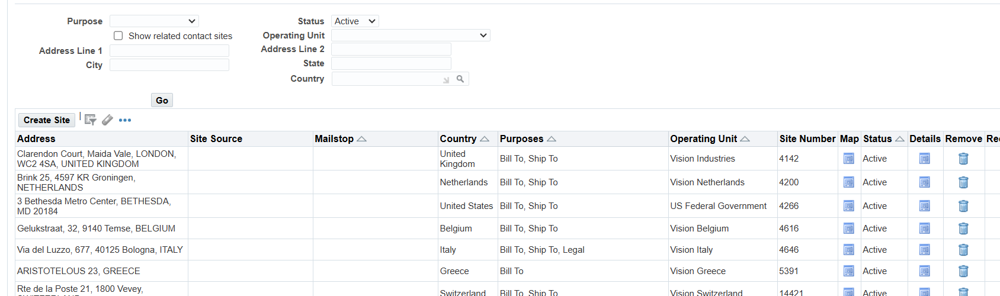 Purpose
Status Active
Show related contact sites
Operating Unit
Address Line 1
Address Line 2
City
State
Country
Go
Create Site
Address Site Source Mailstop Country Purposes Operating Unit Site Number Map Status Details Remove
Clarendon Court, Maida Vale, LONDON,
WC2 4SA, UNITED KINGDOM
United
Kingdom
Bill To, Ship To Vision Industries 4142 Active
Brink 25, 4597 KR Groningen,
NETHERLANDS
Netherlands Bill To, Ship To Vision Netherlands 4200 Active
3 Bethesda Metro Center, BETHESDA,
MD 20184
United States Bill To, Ship To US Federal Government 4266 Active
Gelukstraat, 32, 9140 Temse, BELGIUM Belgium Bill To, Ship To Vision Belgium 4616 Active
Via del Luzzo, 677, 40125 Bologna, ITALY Italy Bill To, Ship To, Legal Vision Italy 4646 Active
ARISTOTELOUS 23, GREECE Greece Bill To Vision Greece 5391 Active
Rte de la Poste 21, 1800 Vevey,
Switzerland Bill To, Ship To Vision Switzerland 14421 Active